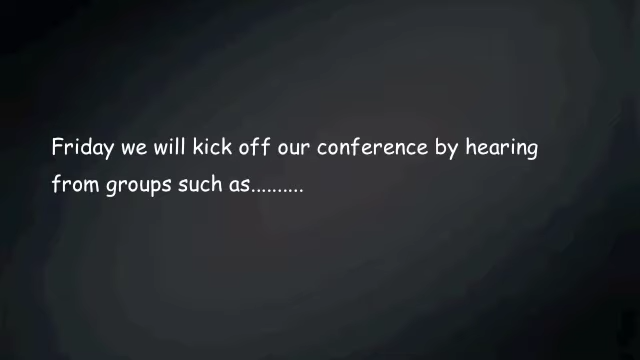 Friday we will kick off our conference by hearing
from groups such as..........